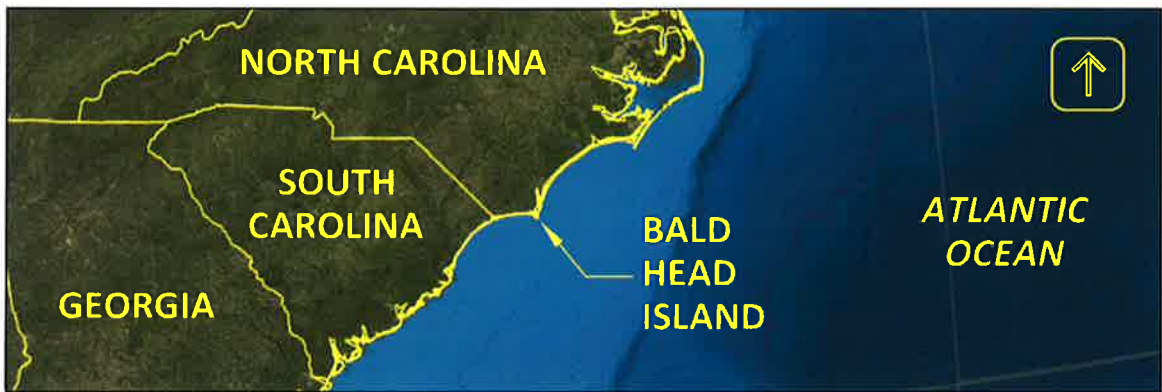 NORTH CAROLINA
SOUTH
CAROLINA
GEORGIA
BALD
HEAD
ISLAND
ATLANTIC
OCEAN